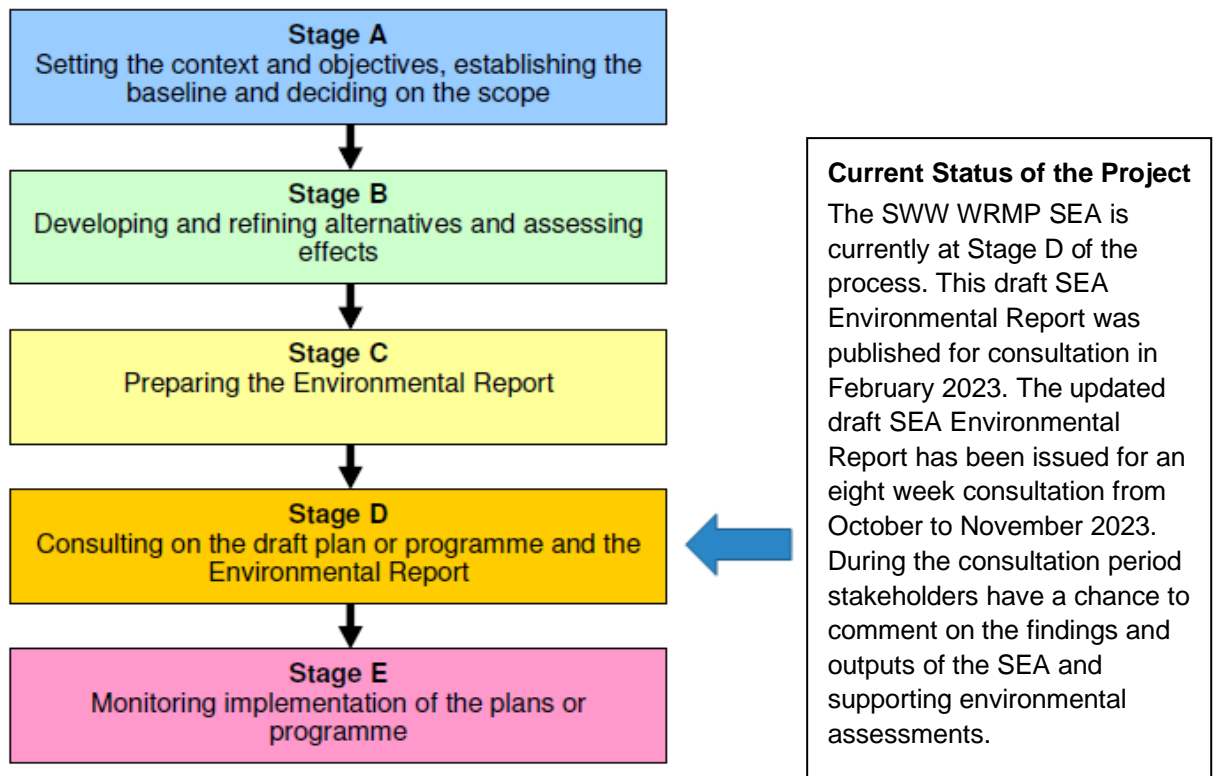 Stage A
Setting the context and objectives, establishing the
baseline and deciding on the scope
Stage B
Developing and refining alternatives and assessing
effects
Stage C
Preparing the Environmental Report
Stage D
Consulting on the draft plan or programme and the
Environmental Report
Stage E
Monitoring implementation of the plans or
programme
Current Status of the Project
The SWW WRMP SEA is
currently at Stage D of the
process. This draft SEA
Environmental Report was
published for consultation in
February 2023. The updated
draft SEA Environmental
Report has been issued for an
eight week consultation from
October to November 2023.
During the consultation period
stakeholders have a chance to
comment on the findings and
outputs of the SEA and
supporting environmental
assessments.